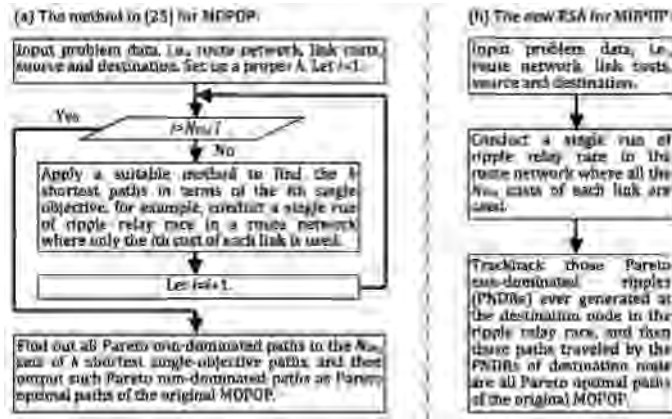 (a) The method in [25] for MOPOP:
Input problem data, i.e., route network, link costs,
source and destination. Set up a proper k. Let i=1.
Yes
i>NObj?
No
Apply a suitable method to find the k
shortest paths in terms of the ith single
objective, for example, conduct a single run
of ripple relay race in a route network
where only the ith cost of each link is used.
Let i=i+1.
Find out all Pareto non-dominated paths in the NObj
sets of k shortest single-objective paths, and then
output such Pareto non-dominated paths as Pareto
optimal paths of the original MOPOP.
(b) The new RSA for MOPOP:
Input problem data, i.e.,
route network, link costs,
source and destination.
Conduct a single run of
ripple relay race in the
route network where all the
NObj costs of each link are
used.
Trackback those Pareto
non-dominated ripples
(PNDRs) ever generated at
the destination node in the
ripple relay race, and then
those paths traveled by the
PNDRs of destination node
are all Pareto optimal paths
of the original MOPOP.